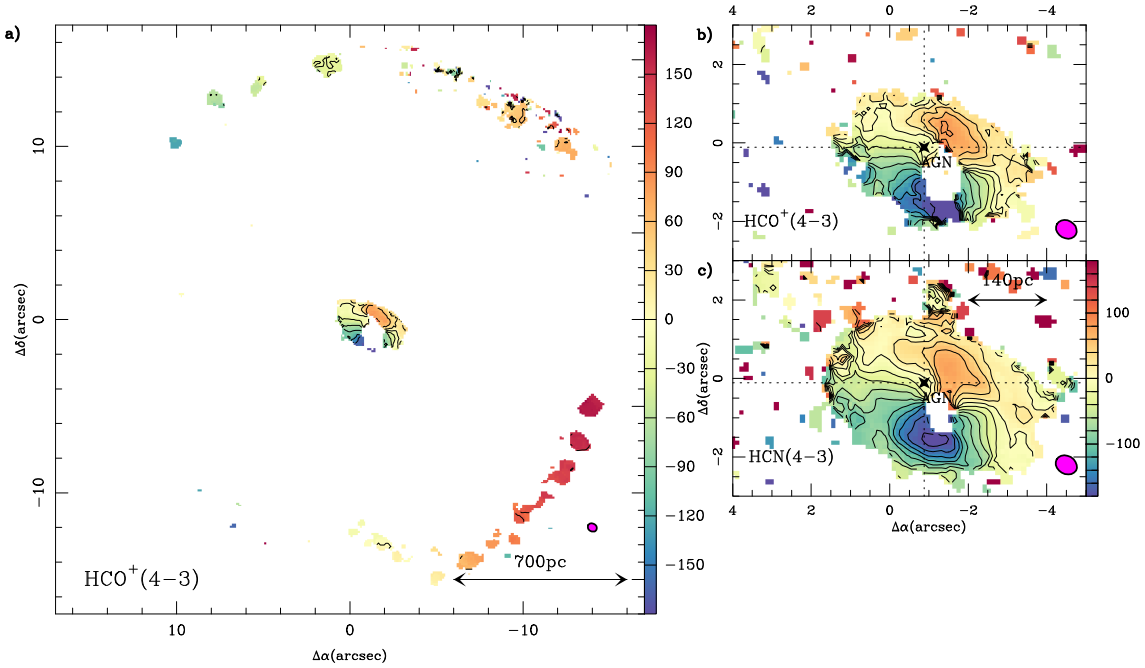 a)
10
0
−10
Δδ(arcsec)
10
0
−10
Δα(arcsec)
HCO+(4−3)
700pc
150
120
90
60
30
0
−30
−60
−90
−120
−150
4
2
0
−2
−4
b)
2
0
−2
AGN
HCO+(4−3)
c)
2
0
−2
Δδ(arcsec)
140pc
AGN
HCN(4−3)
4
2
0
−2
−4
Δα(arcsec)
100
0
−100